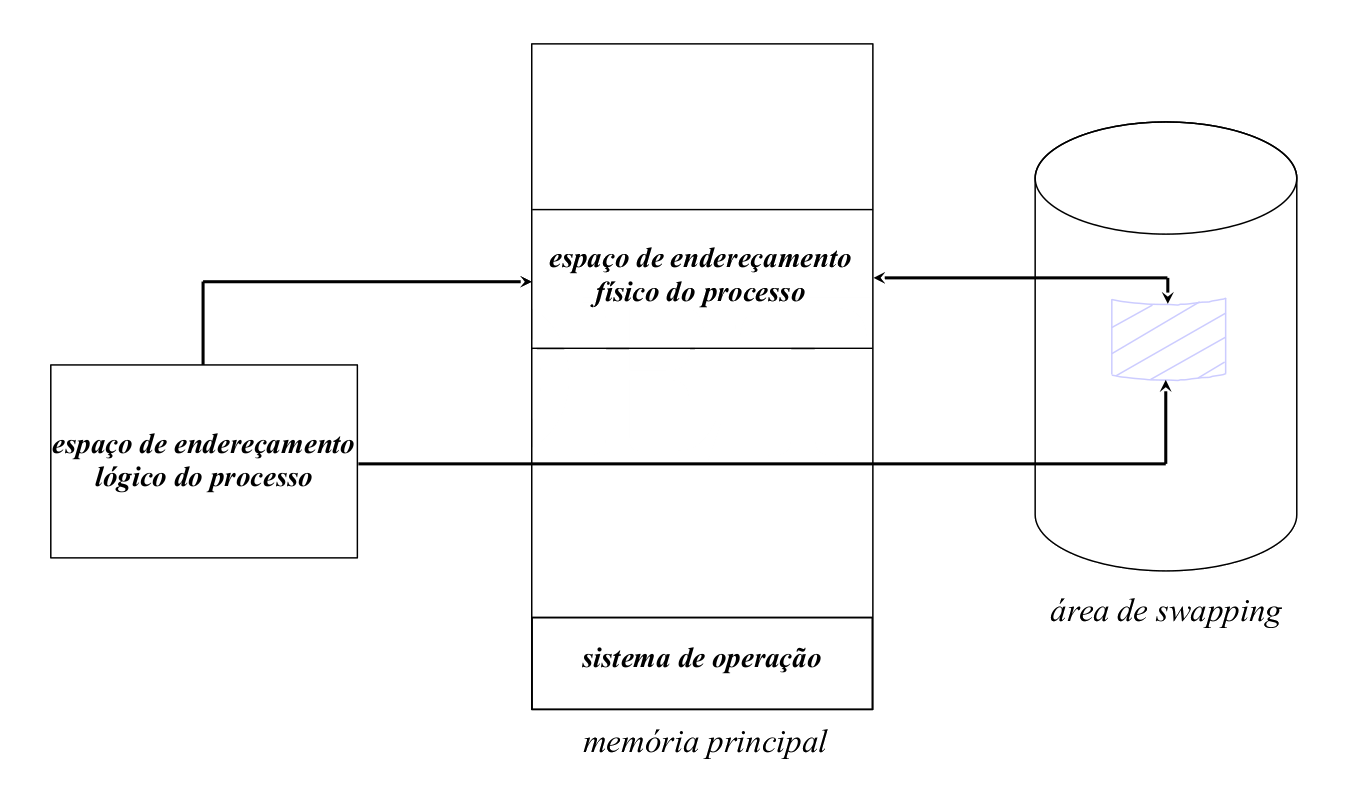 espaço de endereçamento
físico do processo
espaço de endereçamento
lógico do processo
área de swapping
sistema de operação
memória principal